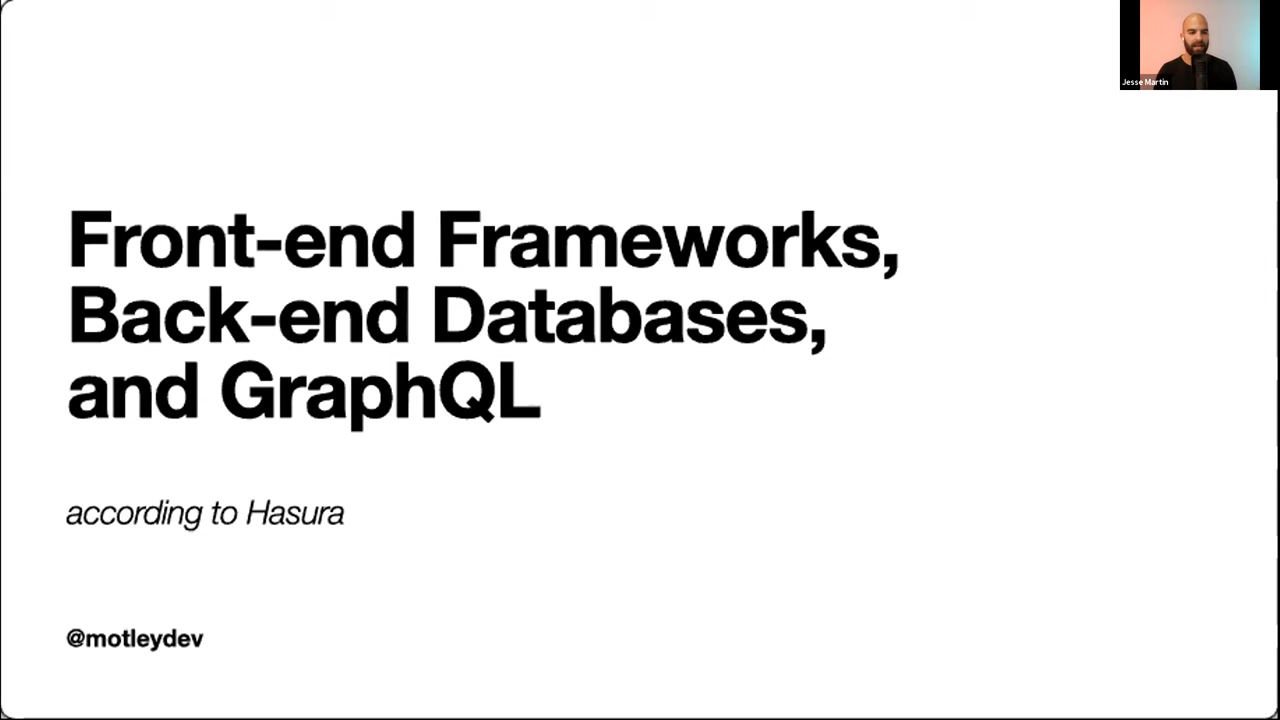 Jesse Martin
Front-end Frameworks,
Back-end Databases,
and GraphQL
according to Hasura
@motleydev